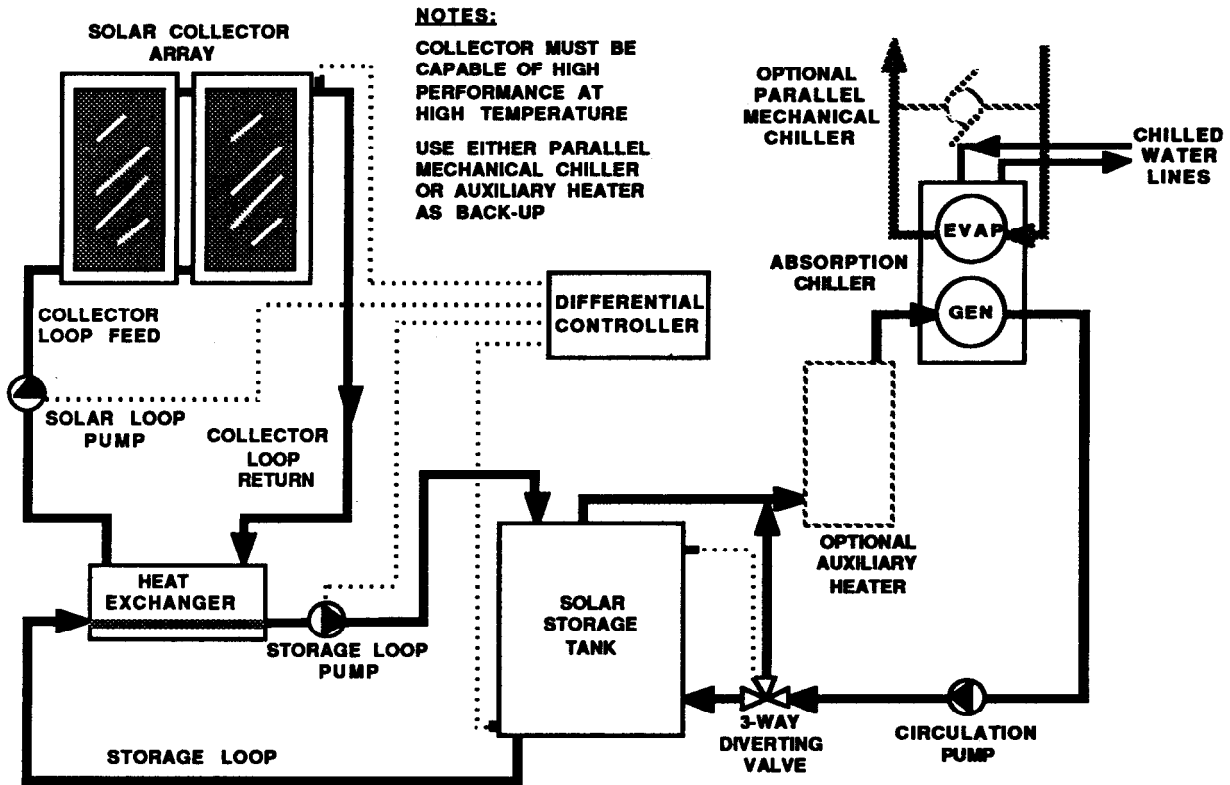 SOLAR COLLECTOR
ARRAY
NOTES:
COLLECTOR MUST BE
CAPABLE OF HIGH
PERFORMANCE AT
HIGH TEMPERATURE
USE EITHER PARALLEL
MECHANICAL CHILLER
OR AUXILIARY HEATER
AS BACK-UP
OPTIONAL
PARALLEL
MECHANICAL
CHILLER
CHILLED
WATER
LINES
EVAP
ABSORPTION
CHILLER
GEN
DIFFERENTIAL
CONTROLLER
COLLECTOR
LOOP FEED
SOLAR LOOP
PUMP
COLLECTOR
LOOP
RETURN
HEAT
EXCHANGER
STORAGE LOOP
PUMP
SOLAR
STORAGE
TANK
OPTIONAL
AUXILIARY
HEATER
3-WAY
DIVERTING
VALVE
CIRCULATION
PUMP
STORAGE LOOP